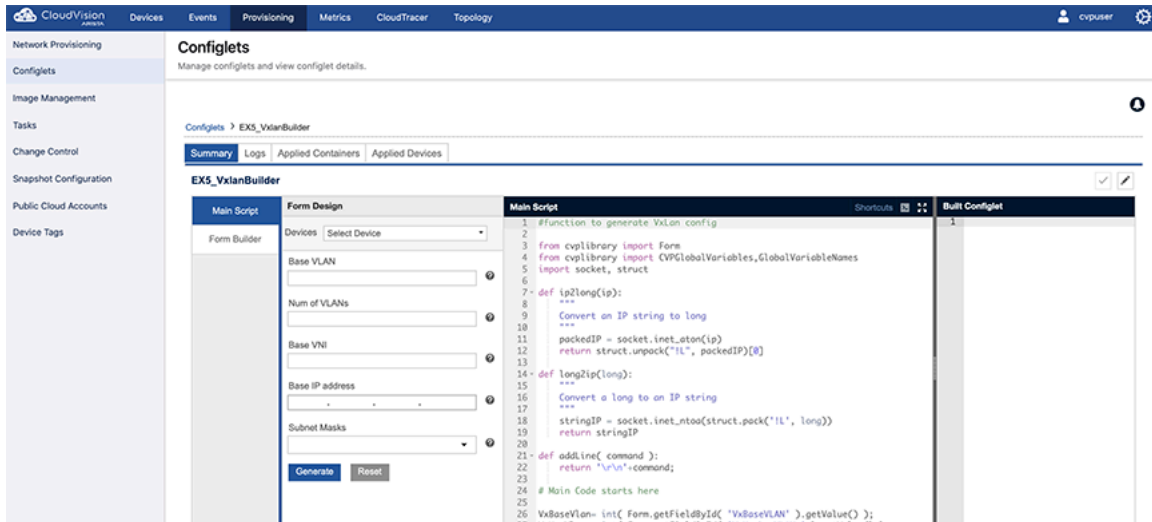 CloudVision
ARISTA
Devices Events Provisioning Metrics CloudTracer Topology
cvpuser
Network Provisioning
Configlets
Image Management
Tasks
Change Control
Snapshot Configuration
Public Cloud Accounts
Device Tags
Configlets
Manage configlets and view configlet details.
Configlets > EX5_VxlanBuilder
Summary Logs Applied Containers Applied Devices
EX5_VxlanBuilder
Main Script
Form Builder
Form Design
Devices Select Device
Base VLAN
Num of VLANs
Base VNI
Base IP address
. . .
Subnet Masks
Generate Reset
Main Script Shortcuts
1 #function to generate VxLan config
2
3 from cvplibrary import Form
4 from cvplibrary import CVPGlobalVariables,GlobalVariableNames
5 import socket, struct
6
7 def ip2long(ip):
8 """
9 Convert an IP string to long
10 """
11 packedIP = socket.inet_aton(ip)
12 return struct.unpack("!L", packedIP)[0]
13
14 def long2ip(long):
15 """
16 Convert a long to an IP string
17 """
18 stringIP = socket.inet_ntoa(struct.pack('!L', long))
19 return stringIP
20
21 def addLine( command ):
22 return '\r\n'+command;
23
24 # Main Code starts here
25
26 VxBaseVlan= int( Form.getFieldById( 'VxBaseVLAN' ).getValue() );
Built Configlet
1